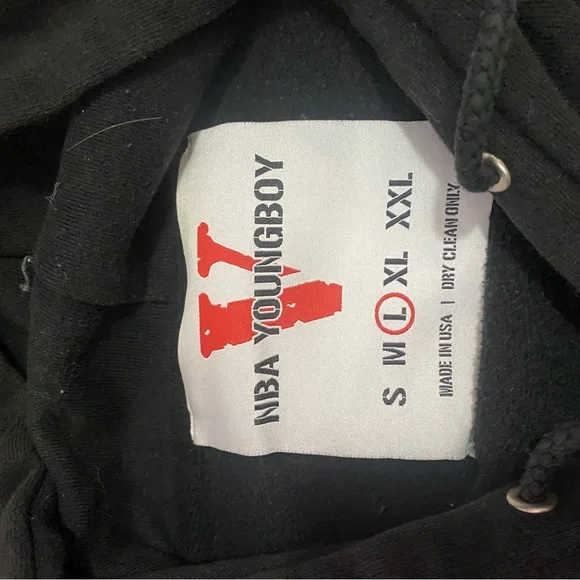 V
NBA YOUNGBOY
S M L XL XXL
MADE IN USA | DRY CLEAN ONLY